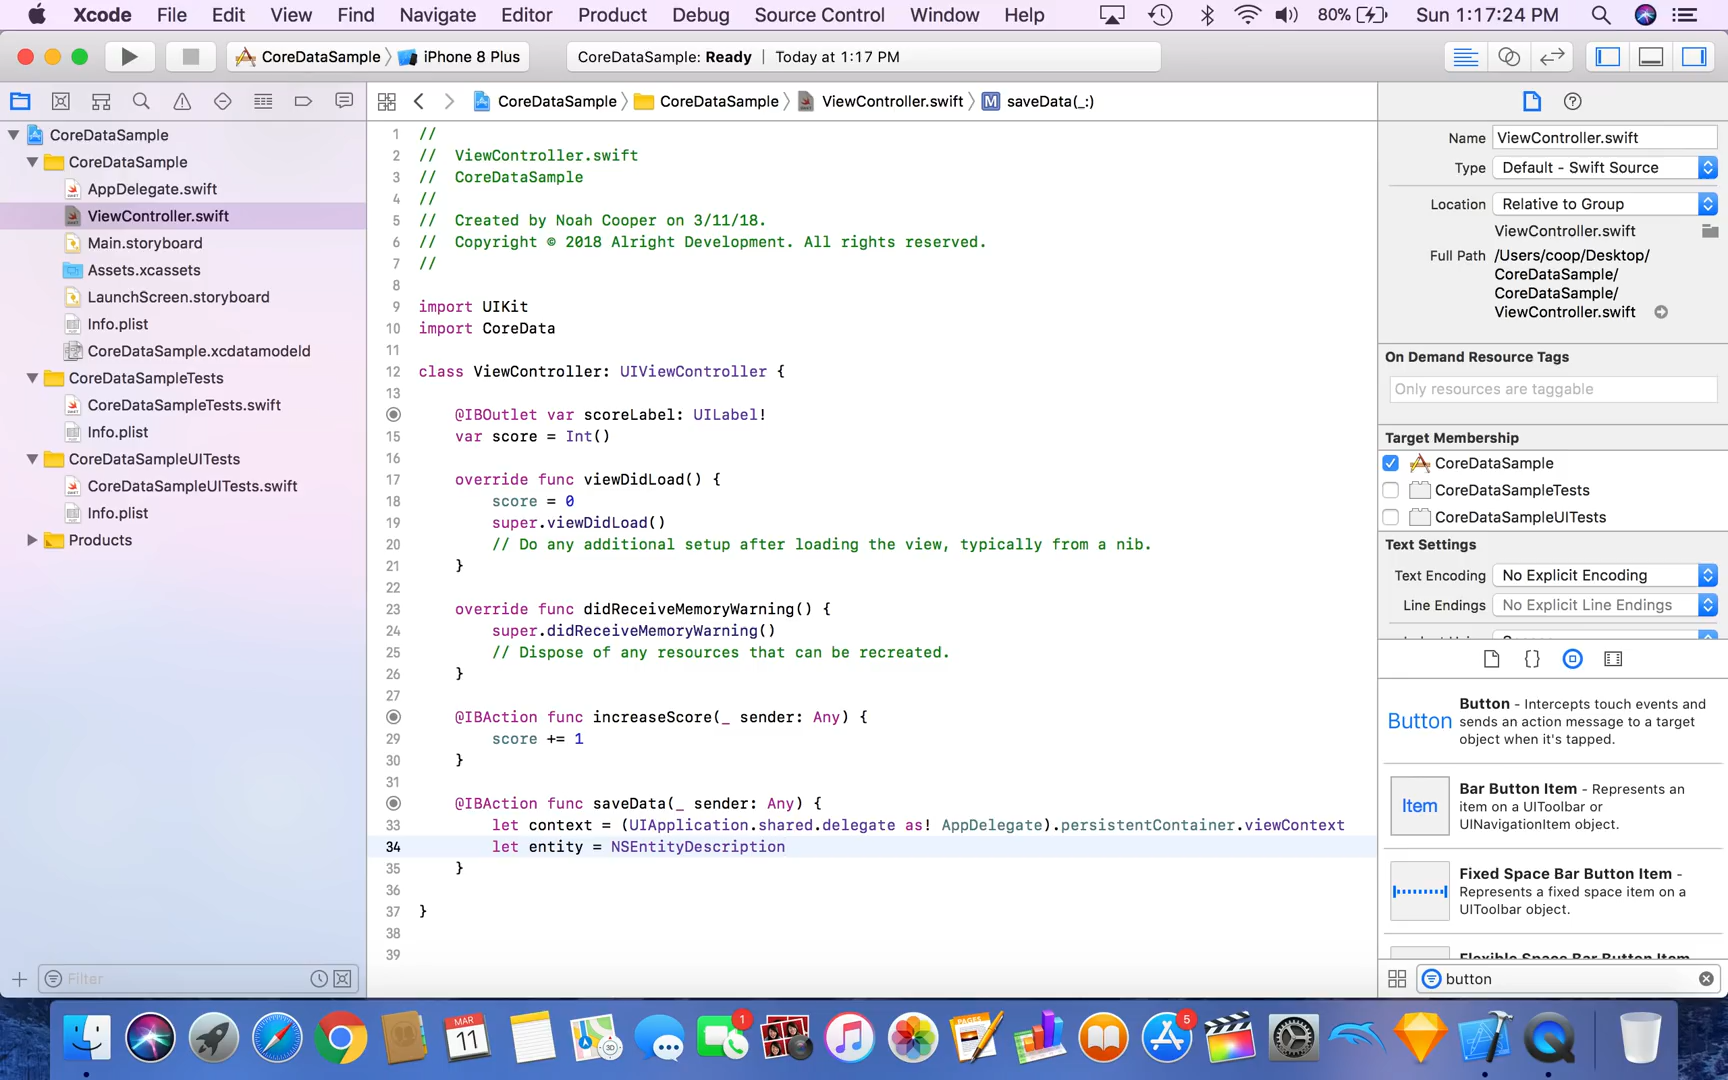 Xcode File Edit View Find Navigate Editor Product Debug Source Control Window Help 80% Sun 1:17:24 PM
CoreDataSample iPhone 8 Plus CoreDataSample: Ready | Today at 1:17 PM
CoreDataSample CoreDataSample ViewController.swift M saveData(_:)
CoreDataSample
CoreDataSample
AppDelegate.swift
ViewController.swift
Main.storyboard
Assets.xcassets
LaunchScreen.storyboard
Info.plist
CoreDataSample.xcdatamodeld
CoreDataSampleTests
CoreDataSampleTests.swift
Info.plist
CoreDataSampleUITests
CoreDataSampleUITests.swift
Info.plist
Products
Filter
1 //
2 // ViewController.swift
3 // CoreDataSample
4 //
5 // Created by Noah Cooper on 3/11/18.
6 // Copyright © 2018 Alright Development. All rights reserved.
7 //
8
9 import UIKit
10 import CoreData
11
12 class ViewController: UIViewController {
13
@IBOutlet var scoreLabel: UILabel!
15 var score = Int()
16
17 override func viewDidLoad() {
18 score = 0
19 super.viewDidLoad()
20 // Do any additional setup after loading the view, typically from a nib.
21 }
22
23 override func didReceiveMemoryWarning() {
24 super.didReceiveMemoryWarning()
25 // Dispose of any resources that can be recreated.
26 }
27
@IBAction func increaseScore(_ sender: Any) {
29 score += 1
30 }
31
@IBAction func saveData(_ sender: Any) {
33 let context = (UIApplication.shared.delegate as! AppDelegate).persistentContainer.viewContext
34 let entity = NSEntityDescription
35 }
36
37 }
38
39
Name ViewController.swift
Type Default - Swift Source
Location Relative to Group
ViewController.swift
Full Path /Users/coop/Desktop/
CoreDataSample/
CoreDataSample/
ViewController.swift
On Demand Resource Tags
Only resources are taggable
Target Membership
CoreDataSample
CoreDataSampleTests
CoreDataSampleUITests
Text Settings
Text Encoding No Explicit Encoding
Line Endings No Explicit Line Endings
Button Button - Intercepts touch events and
sends an action message to a target
object when it's tapped.
Item Bar Button Item - Represents an
item on a UIToolbar or
UINavigationItem object.
Fixed Space Bar Button Item -
Represents a fixed space item on a
UIToolbar object.
Flexible Space Bar Button Item
button
MAR
11
3D
1
PAGES
5